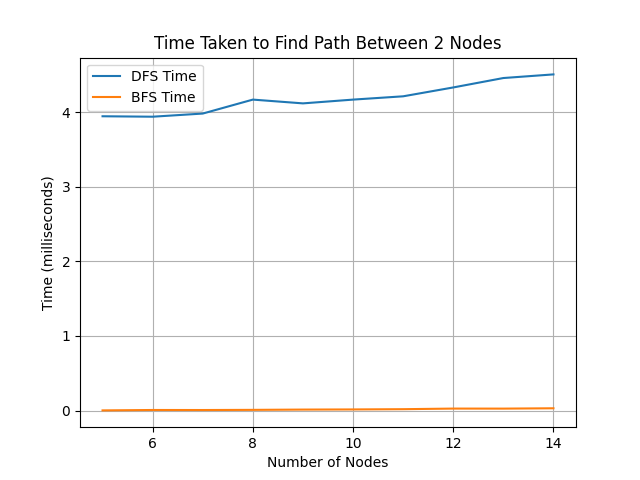 Time Taken to Find Path Between 2 Nodes
DFS Time
BFS Time
4
3
2
1
0
Time (milliseconds)
6 8 10 12 14
Number of Nodes